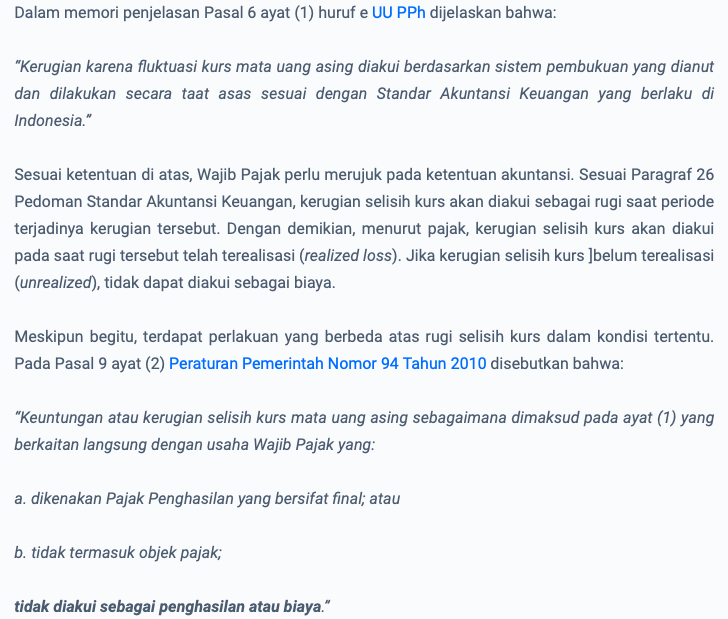 Dalam memori penjelasan Pasal 6 ayat (1) huruf e UU PPh dijelaskan bahwa:
“Kerugian karena fluktuasi kurs mata uang asing diakui berdasarkan sistem pembukuan yang dianut
dan dilakukan secara taat asas sesuai dengan Standar Akuntansi Keuangan yang berlaku di
Indonesia.”
Sesuai ketentuan di atas, Wajib Pajak perlu merujuk pada ketentuan akuntansi. Sesuai Paragraf 26
Pedoman Standar Akuntansi Keuangan, kerugian selisih kurs akan diakui sebagai rugi saat periode
terjadinya kerugian tersebut. Dengan demikian, menurut pajak, kerugian selisih kurs akan diakui
pada saat rugi tersebut telah terealisasi (realized loss). Jika kerugian selisih kurs ]belum terealisasi
(unrealized), tidak dapat diakui sebagai biaya.
Meskipun begitu, terdapat perlakuan yang berbeda atas rugi selisih kurs dalam kondisi tertentu.
Pada Pasal 9 ayat (2) Peraturan Pemerintah Nomor 94 Tahun 2010 disebutkan bahwa:
“Keuntungan atau kerugian selisih kurs mata uang asing sebagaimana dimaksud pada ayat (1) yang
berkaitan langsung dengan usaha Wajib Pajak yang:
a. dikenakan Pajak Penghasilan yang bersifat final; atau
b. tidak termasuk objek pajak;
tidak diakui sebagai penghasilan atau biaya.”